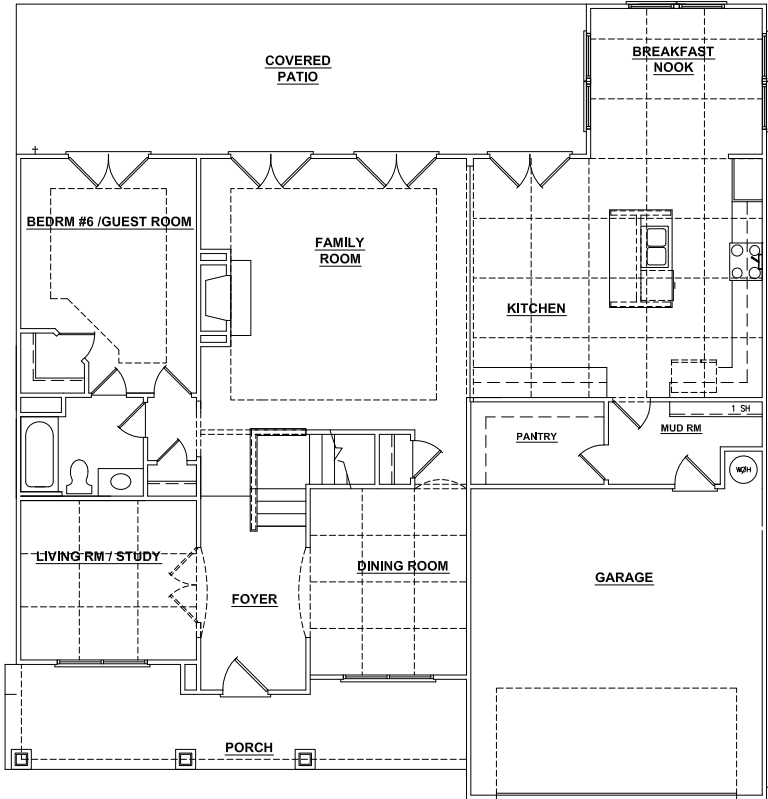 COVERED
PATIO
BREAKFAST
NOOK
BEDRM #6 /GUEST ROOM
FAMILY
ROOM
KITCHEN
1 SH
PANTRY
MUD RM
W/H
LIVING RM / STUDY
DINING ROOM
FOYER
GARAGE
PORCH